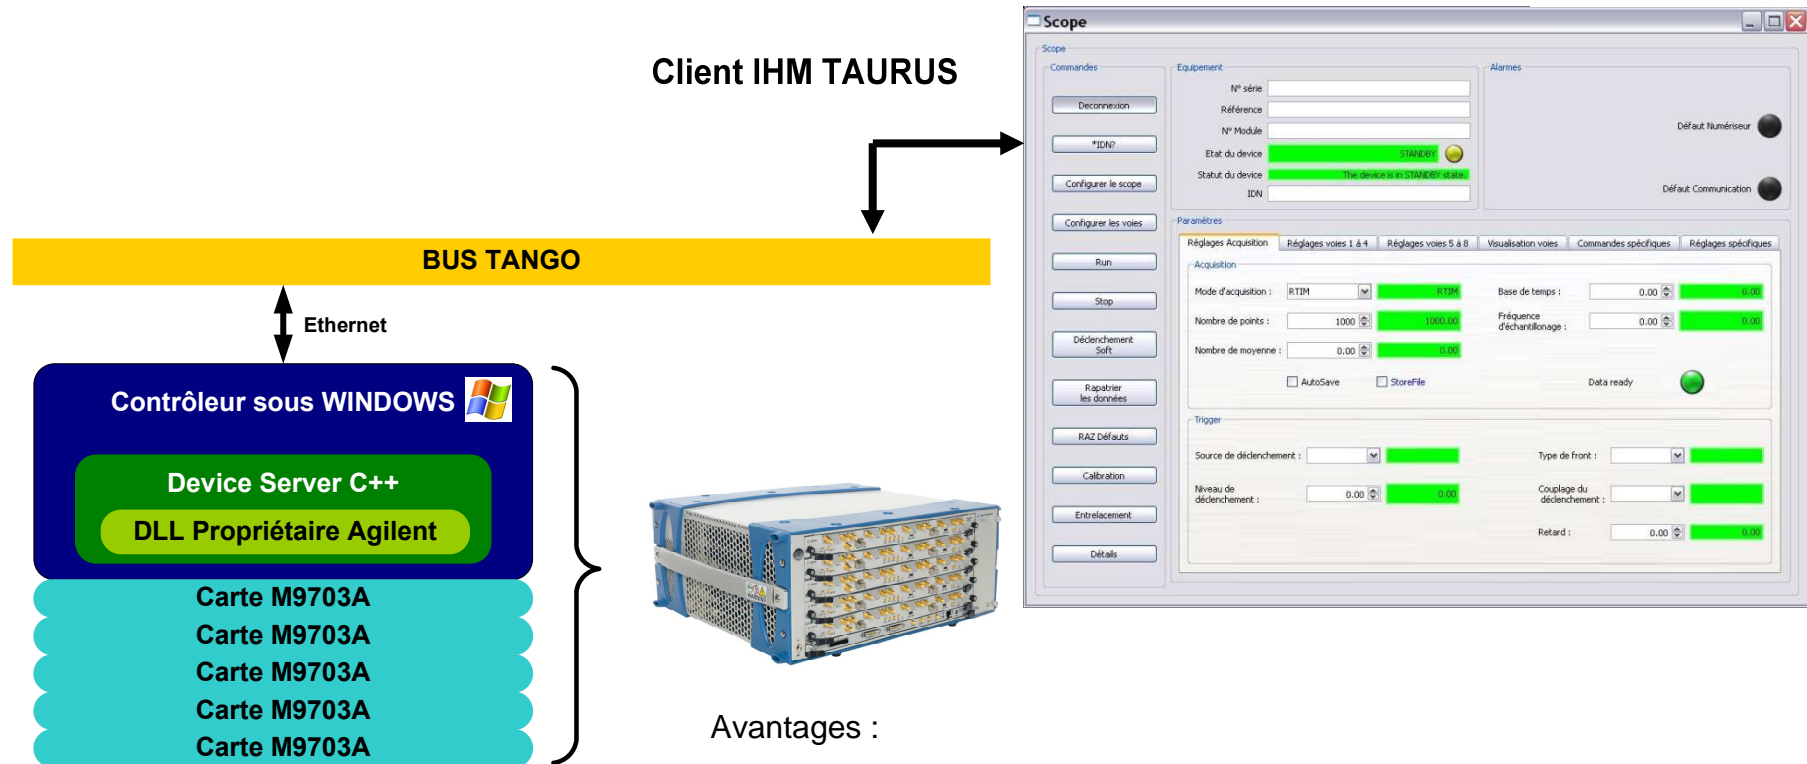 Client IHM TAURUS
BUS TANGO
Ethernet
Contrôleur sous WINDOWS
Device Server C++
DLL Propriétaire Agilent
Carte M9703A
Carte M9703A
Carte M9703A
Carte M9703A
Carte M9703A
Avantages :
Scope
Scope
Commandes
Deconnexion
*IDN?
Configurer le scope
Configurer les voies
Run
Stop
Déclenchement
Soft
Rapatrier
les données
RAZ Défauts
Calibration
Entrelacement
Détails
Equipement
N° série
Référence
N° Module
Etat du device STANDBY
Statut du device The device is in STANDBY state.
IDN
Alarmes
Défaut Numériseur
Défaut Communication
Paramètres
Réglages Acquisition Réglages voies 1 à 4 Réglages voies 5 à 8 Visualisation voies Commandes spécifiques Réglages spécifiques
Acquisition
Mode d'acquisition : RTIM RTIM Base de temps : 0.00 0.00
Nombre de points : 1000 1000.00 Fréquence
d'échantillonage : 0.00 0.00
Nombre de moyenne : 0.00 0.00
AutoSave StoreFile Data ready
Trigger
Source de déclenchement : Type de front :
Niveau de
déclenchement : 0.00 0.00 Couplage du
déclenchement :
Retard : 0.00 0.00